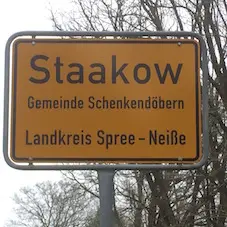 Staakow
Gemeinde Schenkendöbern
Landkreis Spree - Neiße